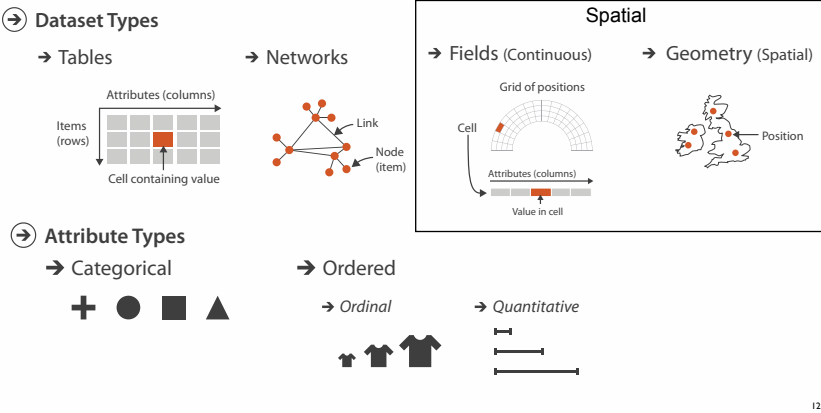 Dataset Types
Spatial
Tables
Networks
Fields (Continuous)
Geometry (Spatial)
Attributes (columns)
Items
(rows)
Cell containing value
Link
Node
(item)
Grid of positions
Cell
Attributes (columns)
Value in cell
Position
Attribute Types
Categorical
Ordered
Ordinal
Quantitative
12